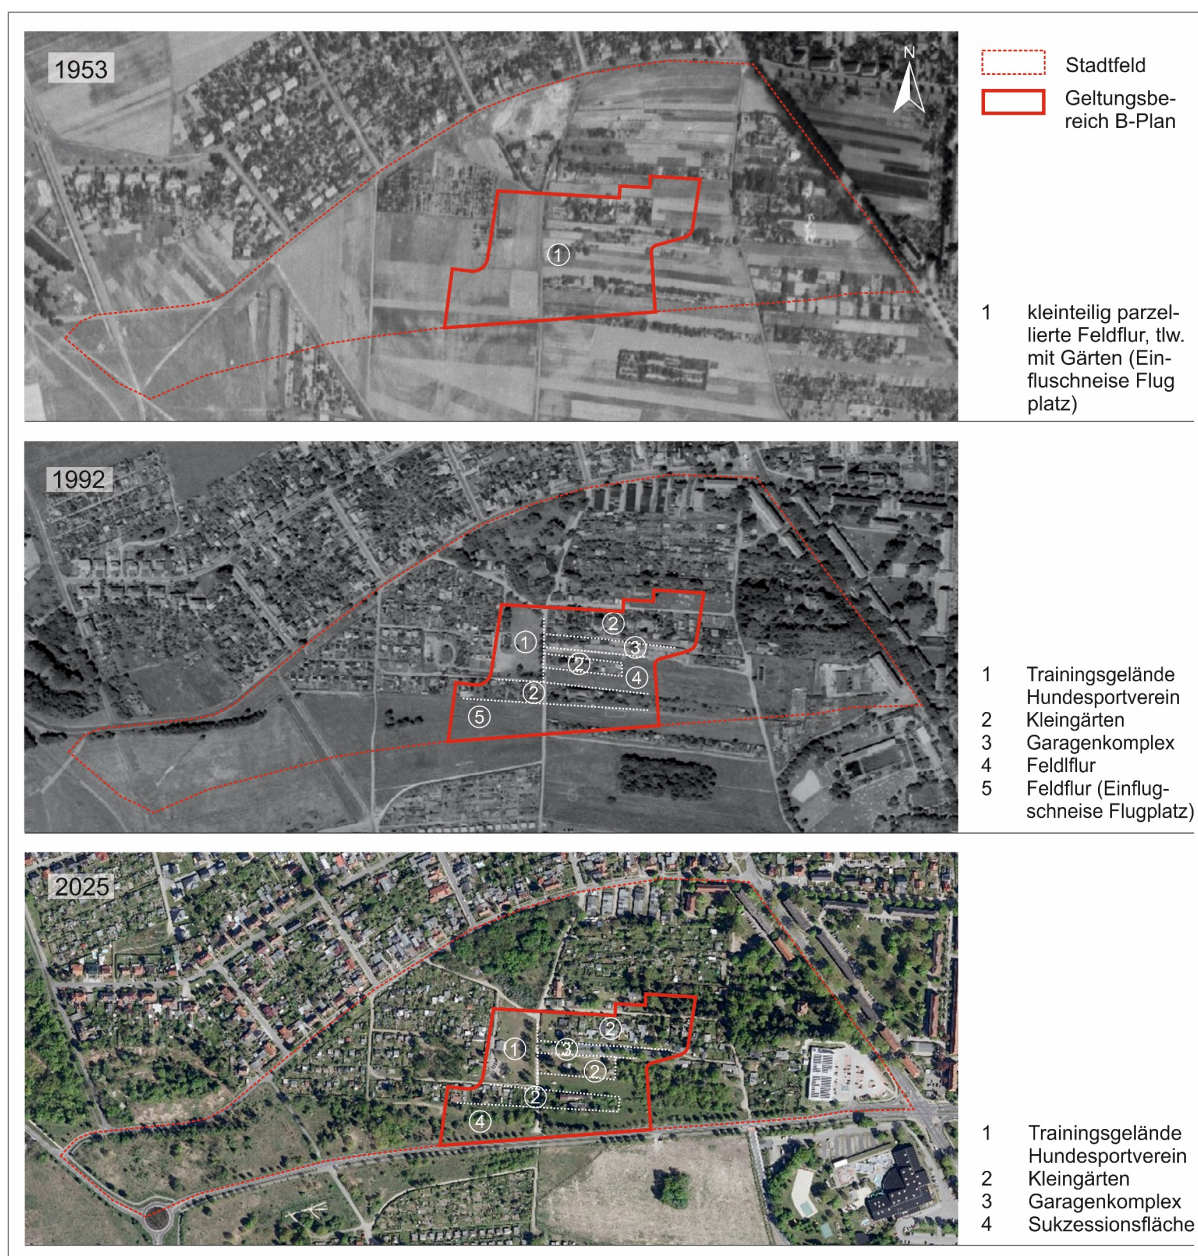 1953
N
Stadtfeld
Geltungsbe-
reich B-Plan
1
1 kleinteilig parzel-
lierte Feldflur, tlw.
mit Gärten (Ein-
fluschneise Flug
platz)
1992
2
1
3
2
4
2
5
1 Trainingsgelände
Hundesportverein
2 Kleingärten
3 Garagenkomplex
4 Feldlflur
5 Feldflur (Einflug-
schneise Flugplatz)
2025
2
1
3
2
2
4
1 Trainingsgelände
Hundesportverein
2 Kleingärten
3 Garagenkomplex
4 Sukzessionsfläche